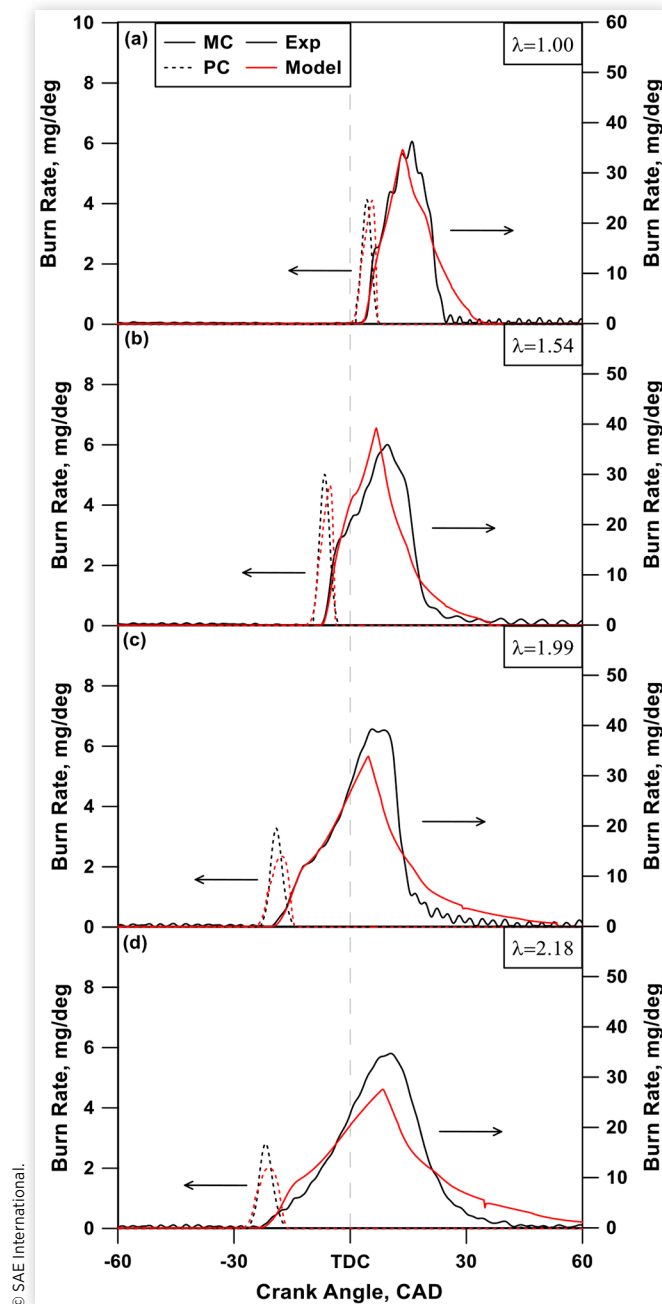 (a)
MC
Exp
PC
Model
λ=1.00
10
8
6
4
2
0
60
50
40
30
20
10
0
Burn Rate, mg/deg
Burn Rate, mg/deg
(b)
λ=1.54
8
6
4
2
0
50
40
30
20
10
0
Burn Rate, mg/deg
Burn Rate, mg/deg
(c)
λ=1.99
8
6
4
2
0
50
40
30
20
10
0
Burn Rate, mg/deg
Burn Rate, mg/deg
(d)
λ=2.18
8
6
4
2
0
50
40
30
20
10
0
Burn Rate, mg/deg
Burn Rate, mg/deg
-60
-30
TDC
30
60
Crank Angle, CAD
© SAE International.